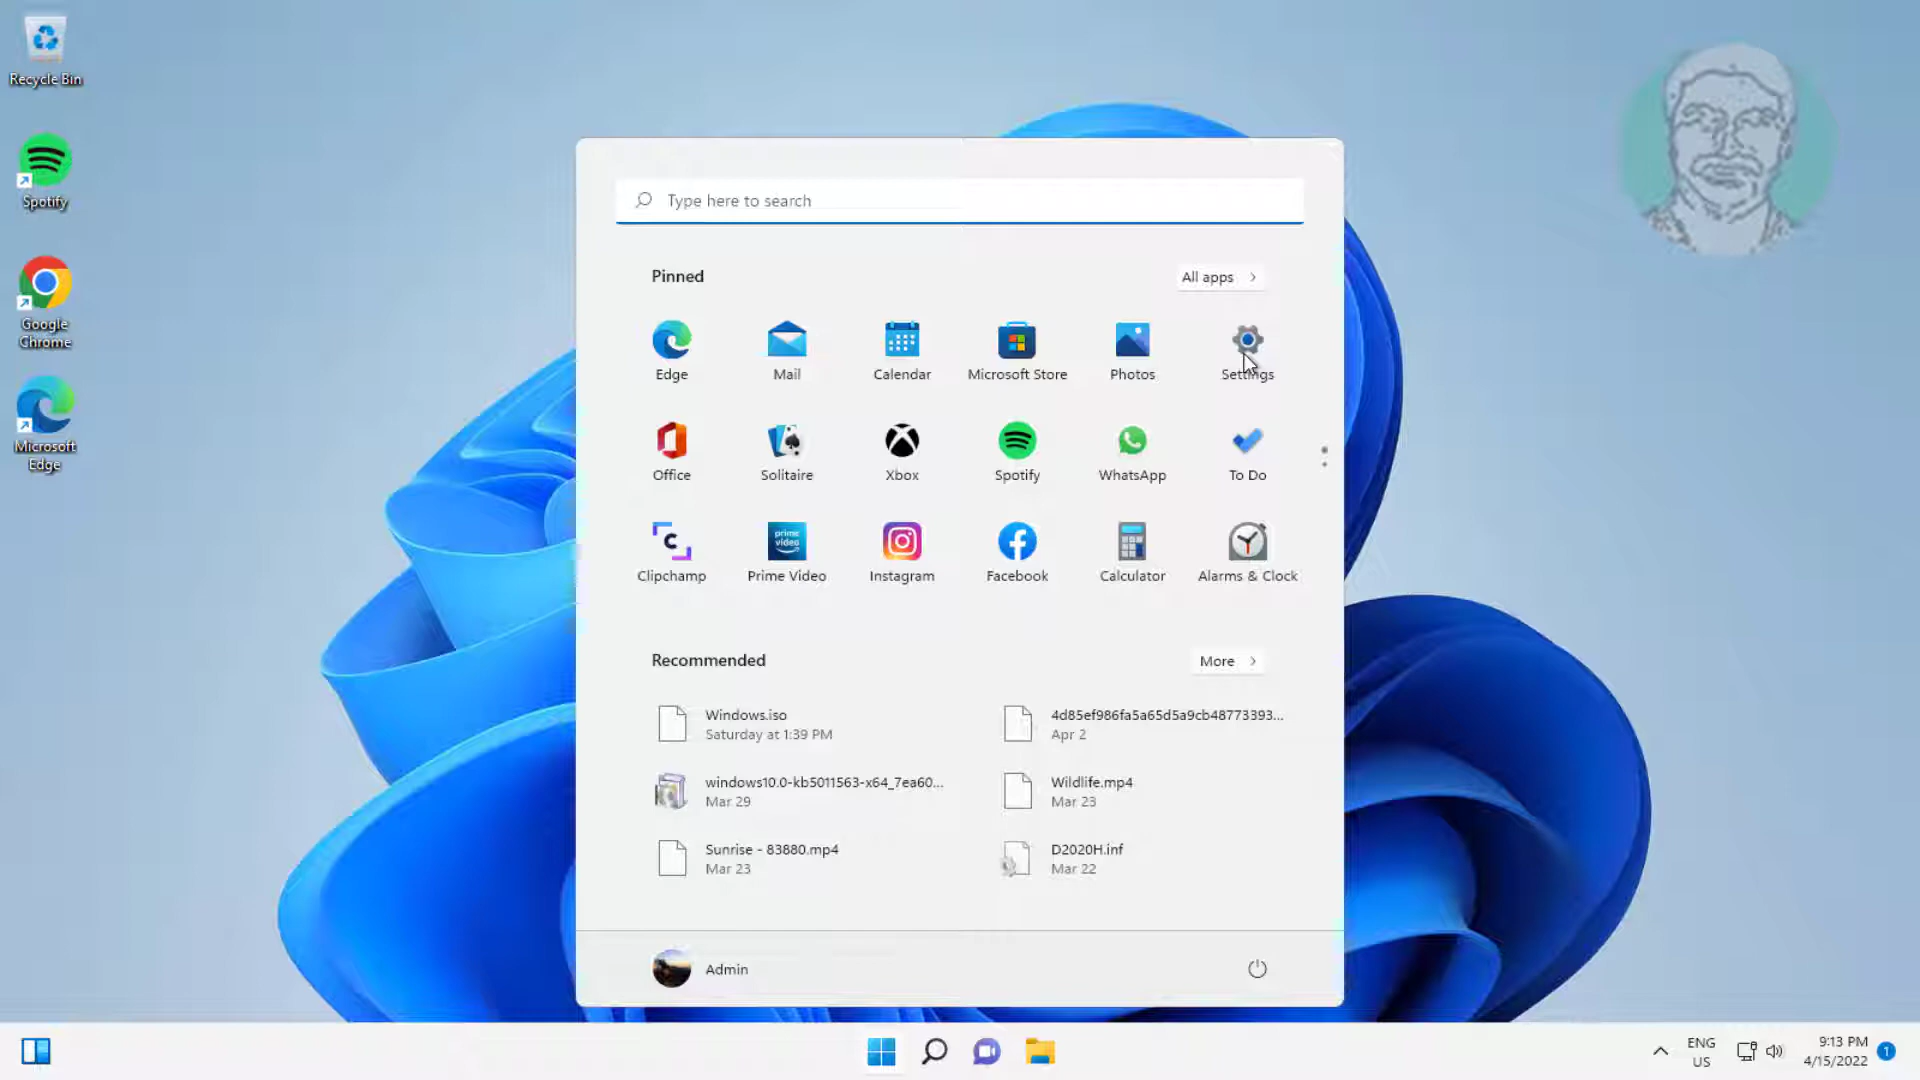 Recycle Bin
Spotify
Google
Chrome
Microsoft
Edge
Type here to search
Pinned
All apps
Edge
Mail
Calendar
Microsoft Store
Photos
Settings
Office
Solitaire
Xbox
Spotify
WhatsApp
To Do
prime
video
Clipchamp
Prime Video
Instagram
Facebook
Calculator
Alarms & Clock
Recommended
More
Windows.iso
Saturday at 1:39 PM
4d85ef986fa5a65d5a9cb48773393...
Apr 2
windows10.0-kb5011563-x64_7ea60...
Mar 29
Wildlife.mp4
Mar 23
Sunrise - 83880.mp4
Mar 23
D2020H.inf
Mar 22
Admin
ENG
US
9:13 PM
4/15/2022
1